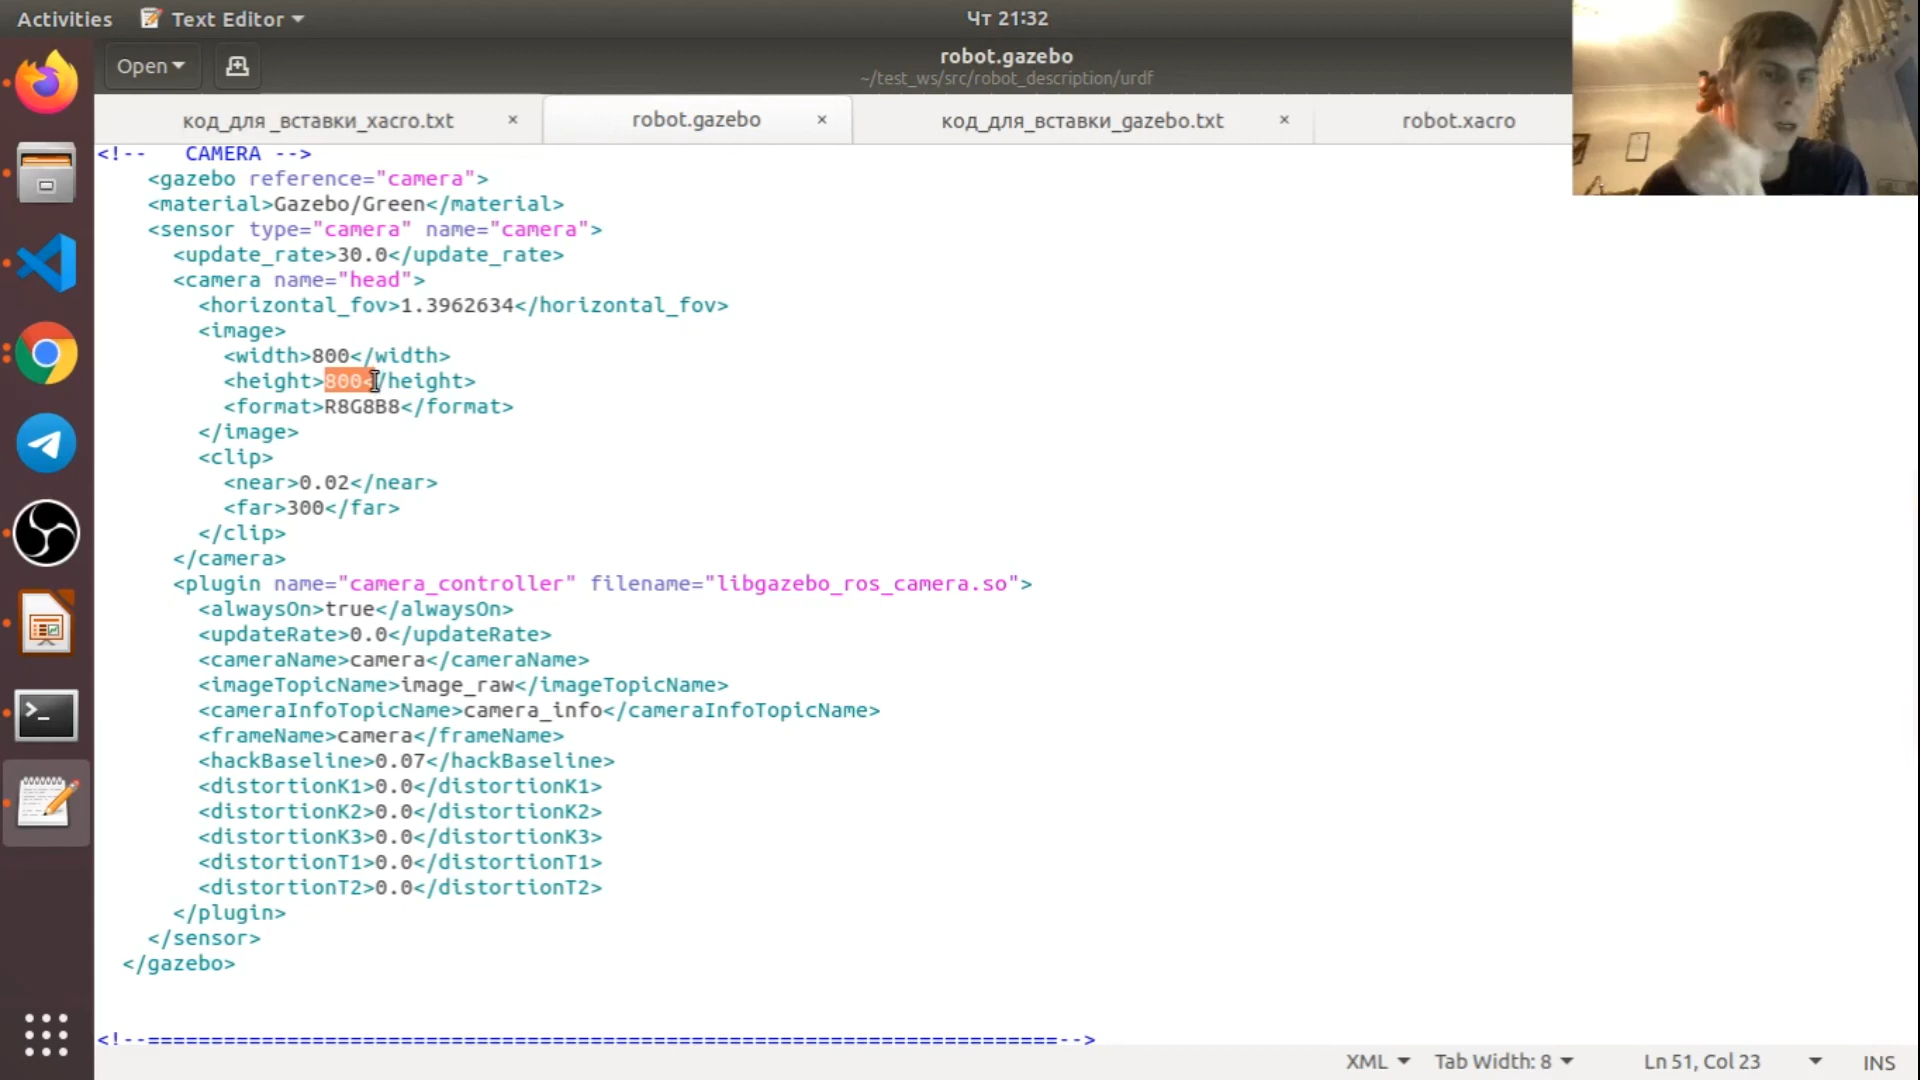 Activities Text Editor Чт 21:32
Open robot.gazebo
~/test_ws/src/robot_description/urdf
код_для _вставки_xacro.txt × robot.gazebo × код_для_вставки_gazebo.txt × robot.xacro
<!--   CAMERA -->
    <gazebo reference="camera">
    <material>Gazebo/Green</material>
    <sensor type="camera" name="camera">
      <update_rate>30.0</update_rate>
      <camera name="head">
        <horizontal_fov>1.3962634</horizontal_fov>
        <image>
          <width>800</width>
          <height>800</height>
          <format>R8G8B8</format>
        </image>
        <clip>
          <near>0.02</near>
          <far>300</far>
        </clip>
      </camera>
      <plugin name="camera_controller" filename="libgazebo_ros_camera.so">
        <alwaysOn>true</alwaysOn>
        <updateRate>0.0</updateRate>
        <cameraName>camera</cameraName>
        <imageTopicName>image_raw</imageTopicName>
        <cameraInfoTopicName>camera_info</cameraInfoTopicName>
        <frameName>camera</frameName>
        <hackBaseline>0.07</hackBaseline>
        <distortionK1>0.0</distortionK1>
        <distortionK2>0.0</distortionK2>
        <distortionK3>0.0</distortionK3>
        <distortionT1>0.0</distortionT1>
        <distortionT2>0.0</distortionT2>
      </plugin>
    </sensor>
  </gazebo>
<!--========================================================================-->
XML Tab Width: 8 Ln 51, Col 23 INS